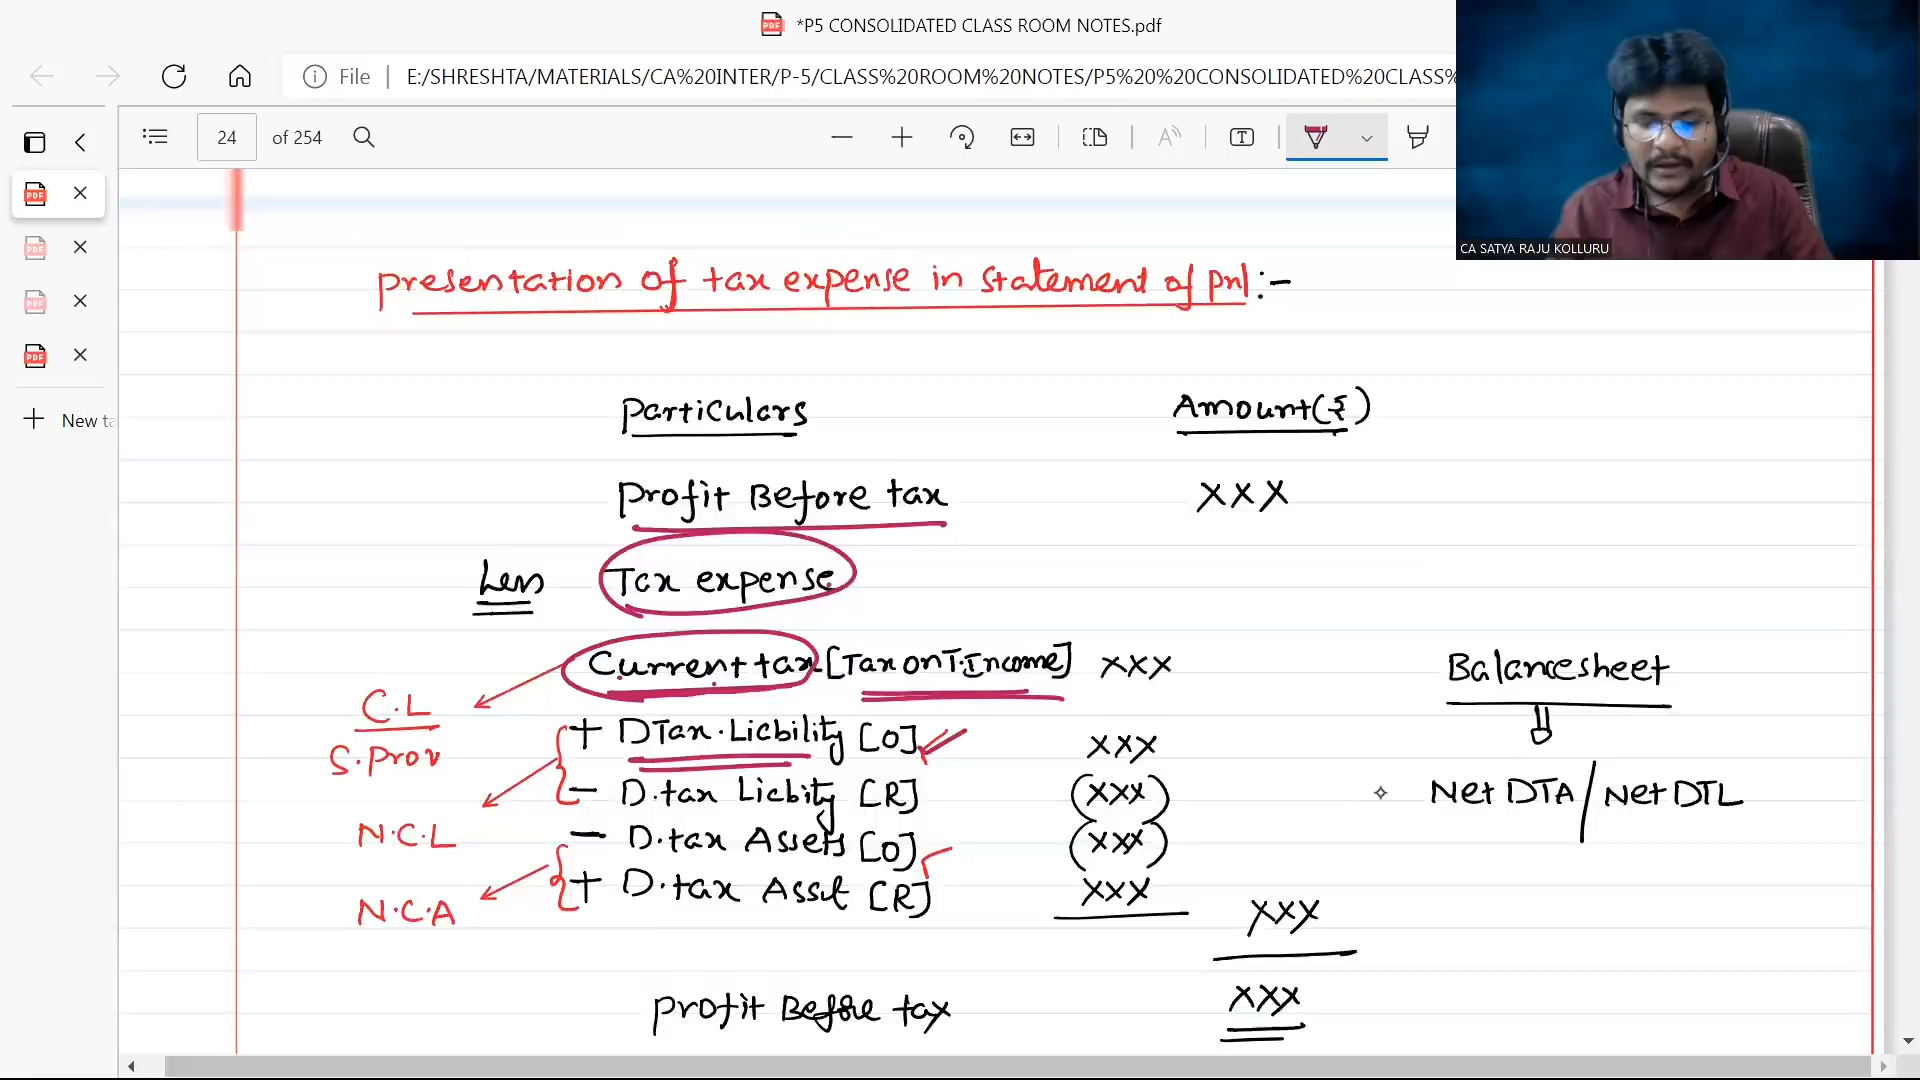 *P5 CONSOLIDATED CLASS ROOM NOTES.pdf
File E:/SHRESHTA/MATERIALS/CA%20INTER/P-5/CLASS%20ROOM%20NOTES/P5%20%20CONSOLIDATED%20CLASS%
24 of 254
New ta
CA SATYA RAJU KOLLURU
presentation of tax expense in statement of pnl :-
Particulars Amount(₹)
Profit Before tax XXX
Less Tax expense
Current tax [Tax on T.Income] XXX
C.L
S.Prov
+ DTax.Liability [O] XXX
- D.tax Liability [R] (XXX)
N.C.L
- D.tax Assets [O] (XXX)
+ D.tax Asset [R] XXX
N.C.A
XXX
Profit Before tax XXX
Balancesheet
Net DTA / Net DTL